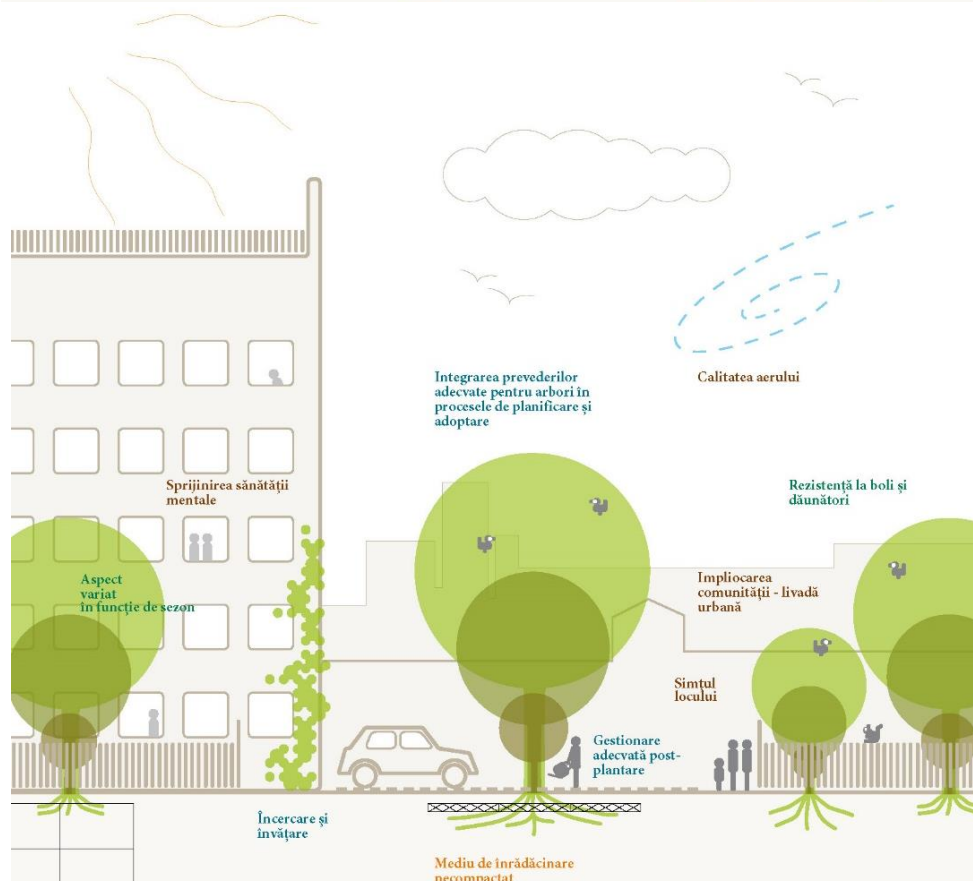 Integrarea prevederilor
adecvate pentru arbori în
procesele de planificare și
adoptare
Calitatea aerului
Sprijinirea sănătății
mentale
Rezistență la boli și
dăunători
Aspect
variat
în funcție de sezon
Impliocarea
comunității - livadă
urbană
Simțul
locului
Gestionare
adecvată post-
plantare
Încercare și
învățare
Mediu de înrădăcinare
necompactat